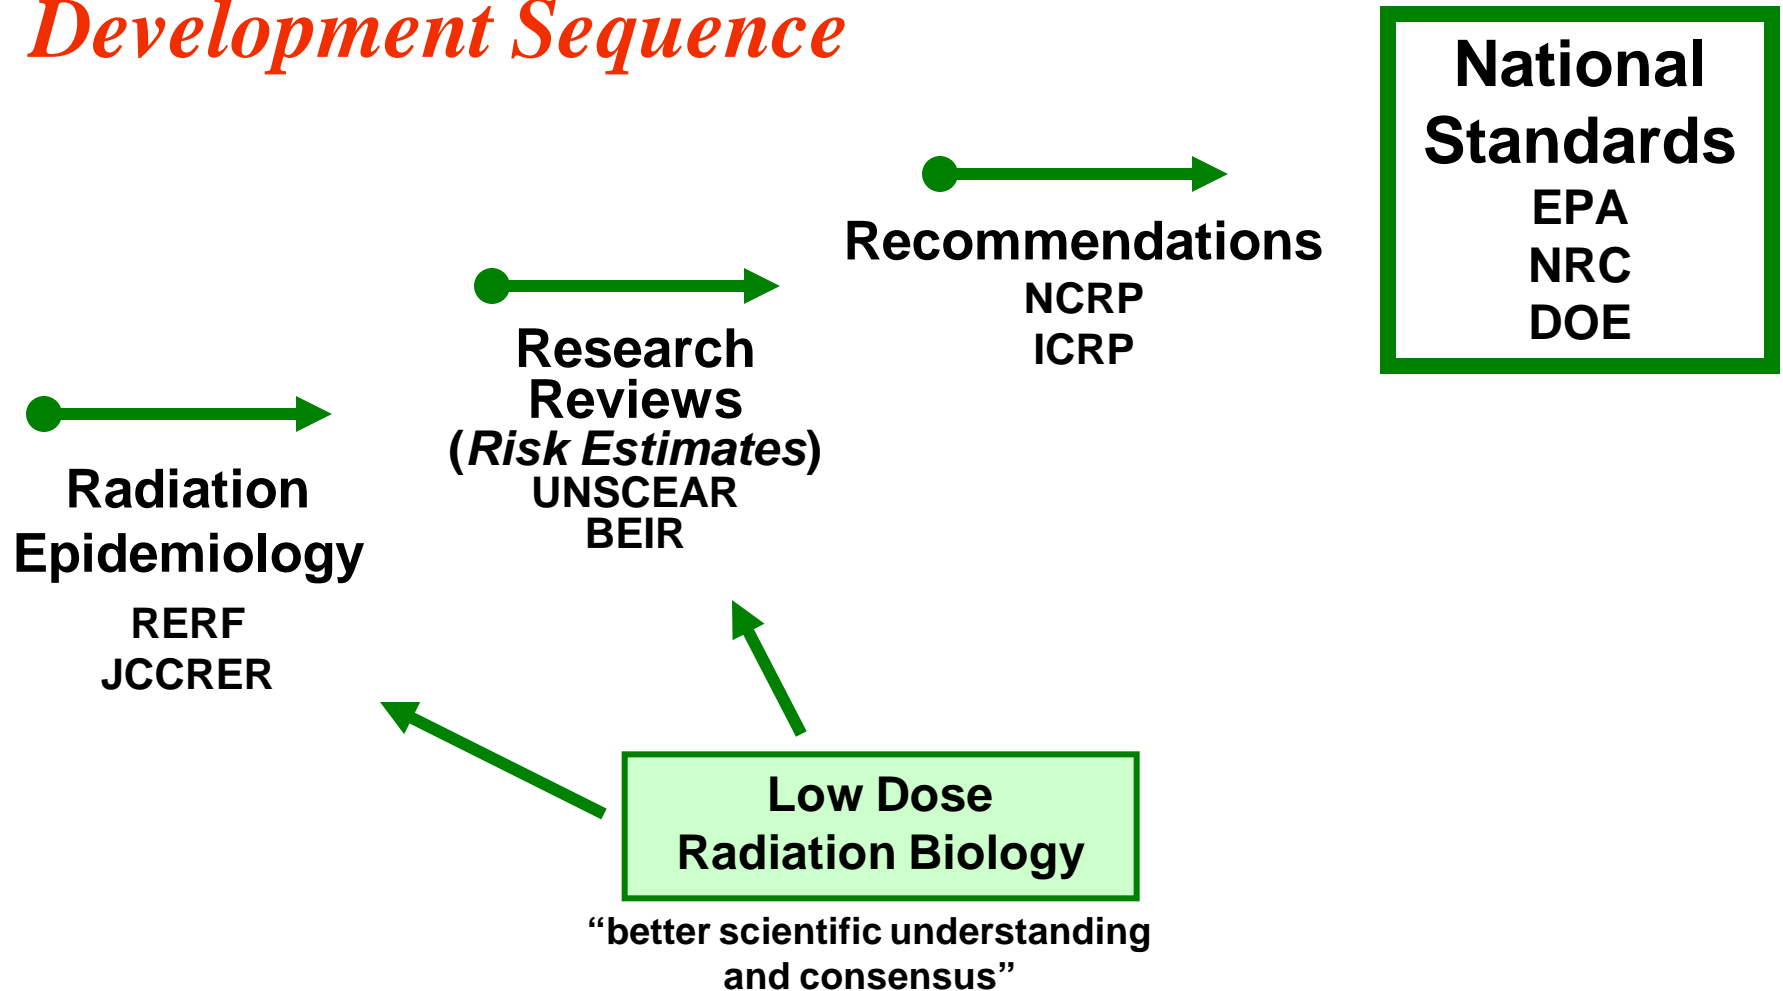 Development Sequence
National
Standards
EPA
NRC
DOE
Recommendations
NCRP
ICRP
Research
Reviews
(Risk Estimates)
UNSCEAR
BEIR
Radiation
Epidemiology
RERF
JCCRER
Low Dose
Radiation Biology
“better scientific understanding
and consensus”